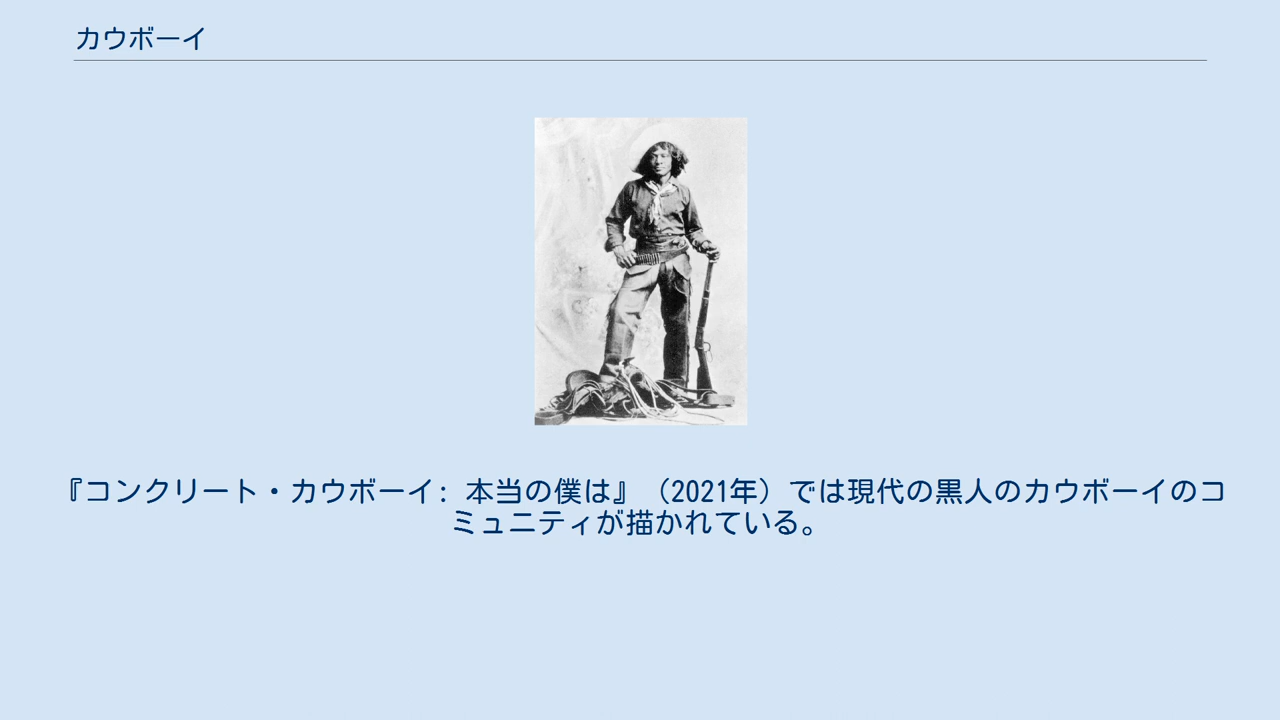 カウボーイ
『コンクリート・カウボーイ: 本当の僕は』（2021年）では現代の黒人のカウボーイのコ
ミュニティが描かれている。